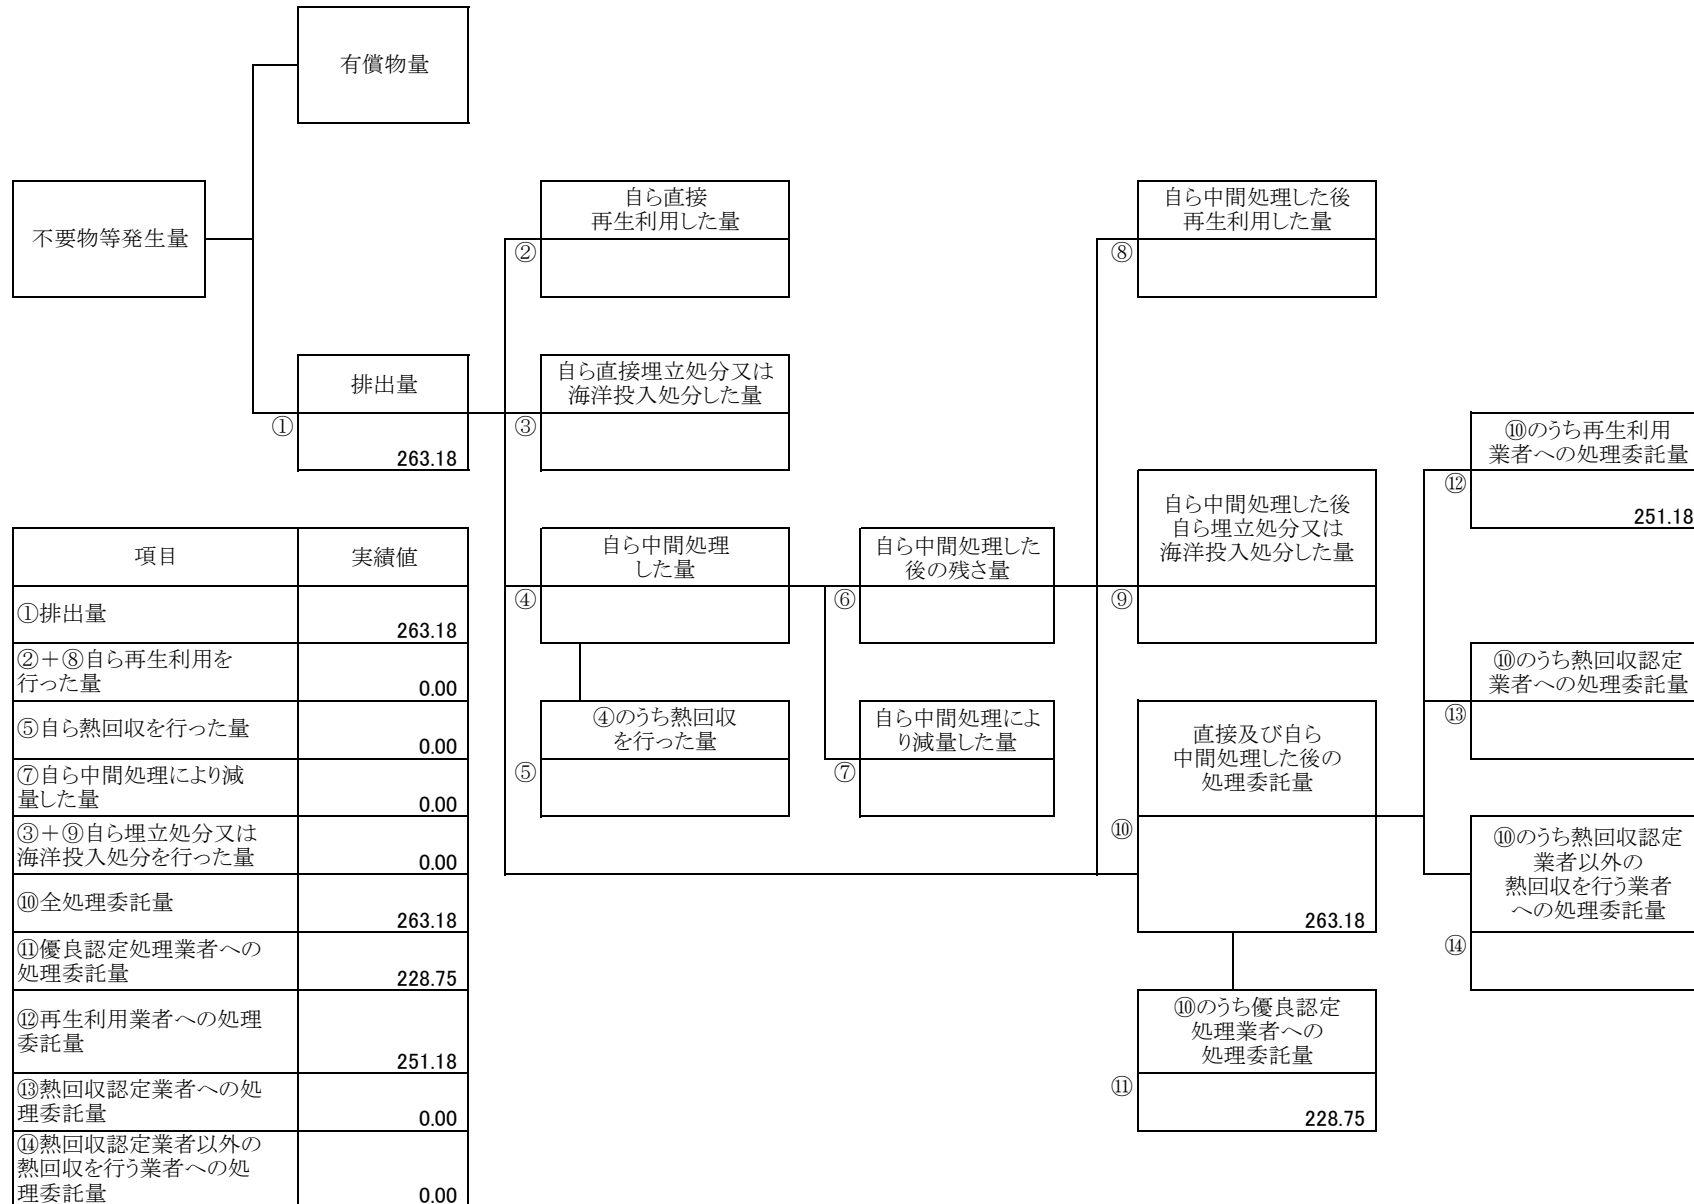 有償物量
不要物等発生量
自ら直接
再生利用した量
②
自ら中間処理した後
再生利用した量
⑧
排出量
①
263.18
自ら直接埋立処分又は
海洋投入処分した量
③
⑩のうち再生利用
業者への処理委託量
⑫
251.18
自ら中間処理した後
自ら埋立処分又は
海洋投入処分した量
⑨
自ら中間処理
した量
④
自ら中間処理した
後の残さ量
⑥
⑩のうち熱回収認定
業者への処理委託量
⑬
④のうち熱回収
を行った量
⑤
自ら中間処理によ
り減量した量
⑦
直接及び自ら
中間処理した後の
処理委託量
⑩
263.18
⑩のうち熱回収認定
業者以外の
熱回収を行う業者
への処理委託量
⑭
⑩のうち優良認定
処理業者への
処理委託量
⑪
228.75
項目 実績値
①排出量
263.18
②＋⑧自ら再生利用を
行った量
0.00
⑤自ら熱回収を行った量
0.00
⑦自ら中間処理により減
量した量
0.00
③＋⑨自ら埋立処分又は
海洋投入処分を行った量
0.00
⑩全処理委託量
263.18
⑪優良認定処理業者への
処理委託量
228.75
⑫再生利用業者への処理
委託量
251.18
⑬熱回収認定業者への処
理委託量
0.00
⑭熱回収認定業者以外の
熱回収を行う業者への処
理委託量
0.00